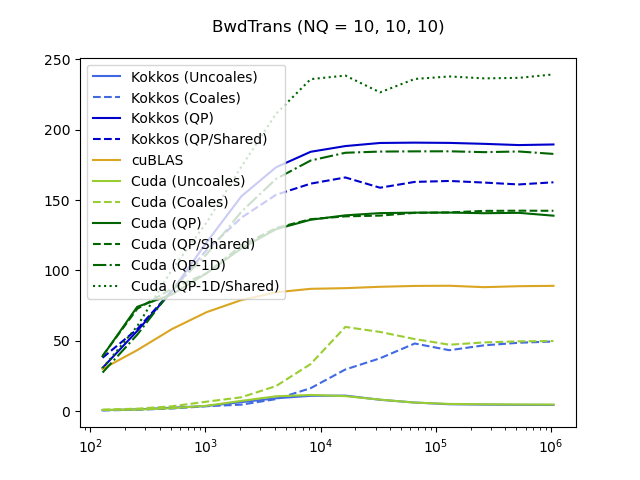 BwdTrans (NQ = 10, 10, 10)
250
200
150
100
50
0
Kokkos (Uncoales)
Kokkos (Coales)
Kokkos (QP)
Kokkos (QP/Shared)
cuBLAS
Cuda (Uncoales)
Cuda (Coales)
Cuda (QP)
Cuda (QP/Shared)
Cuda (QP-1D)
Cuda (QP-1D/Shared)
10² 10³ 10⁴ 10⁵ 10⁶